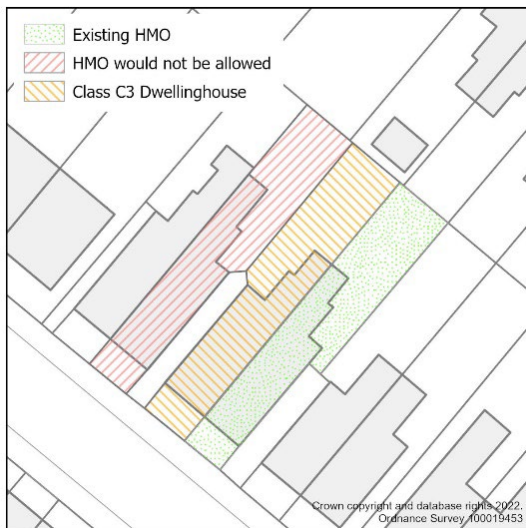 Existing HMO
HMO would not be allowed
Class C3 Dwellinghouse
Crown copyright and database rights 2022.
Ordnance Survey 100019453